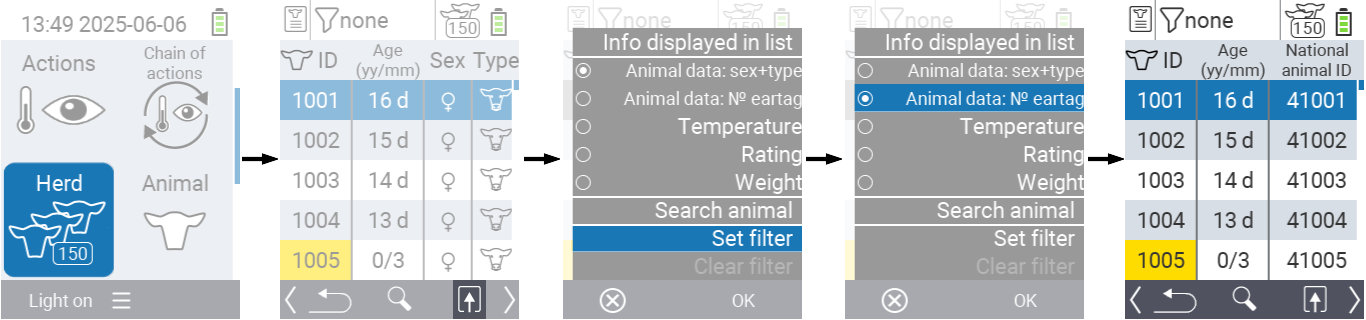 13:49 2025-06-06
Actions
Chain of
actions
Herd
150
Animal
Light on
none
150
ID
Age
(yy/mm)
Sex
Type
1001 16 d ♀
1002 15 d ♀
1003 14 d ♀
1004 13 d ♀
1005 0/3 ♀
none
Info displayed in list
Animal data: sex+type
Animal data: № eartag
Temperature
Rating
Weight
Search animal
Set filter
Clear filter
OK
none
Info displayed in list
Animal data: sex+type
Animal data: № eartag
Temperature
Rating
Weight
Search animal
Set filter
Clear filter
OK
none
150
ID
Age
(yy/mm)
National
animal ID
1001 16 d 41001
1002 15 d 41002
1003 14 d 41003
1004 13 d 41004
1005 0/3 41005